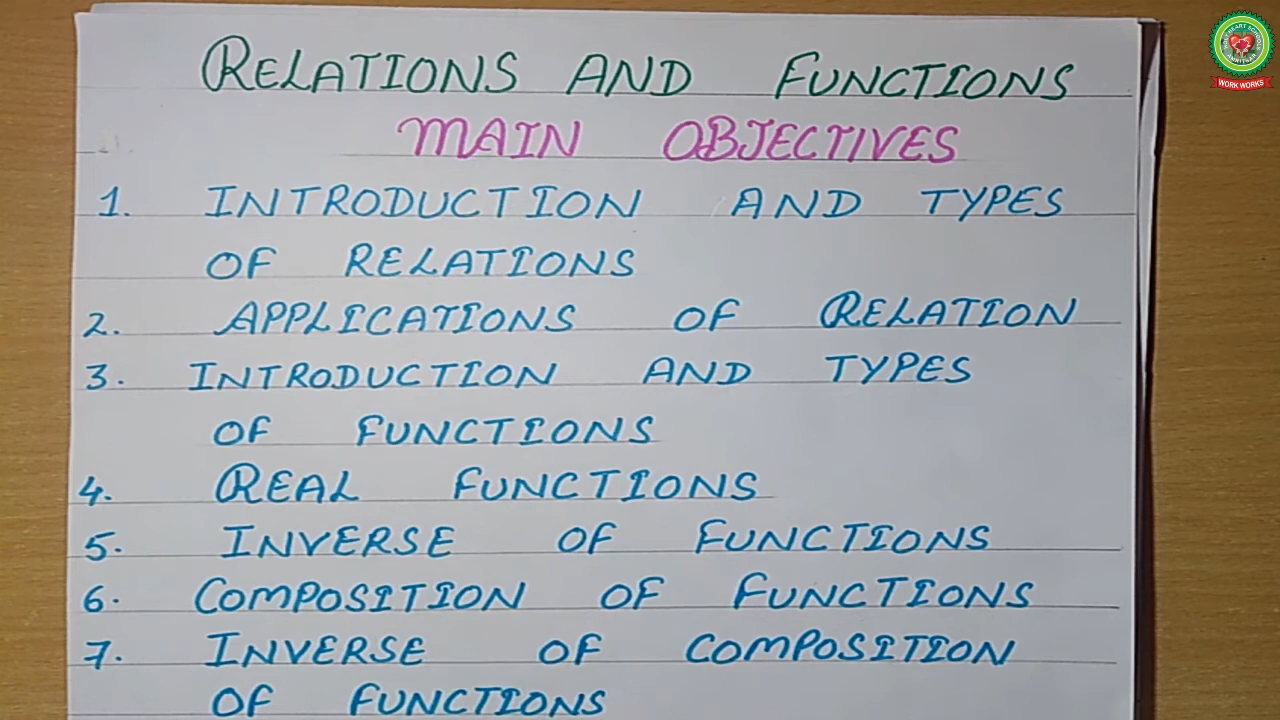 RELATIONS AND FUNCTIONS
MAIN OBJECTIVES
1. INTRODUCTION AND TYPES
OF RELATIONS
2. APPLICATIONS OF RELATION
3. INTRODUCTION AND TYPES
OF FUNCTIONS
4. REAL FUNCTIONS
5. INVERSE OF FUNCTIONS
6. COMPOSITION OF FUNCTIONS
7. INVERSE OF COMPOSITION
OF FUNCTIONS
WORK WORKS